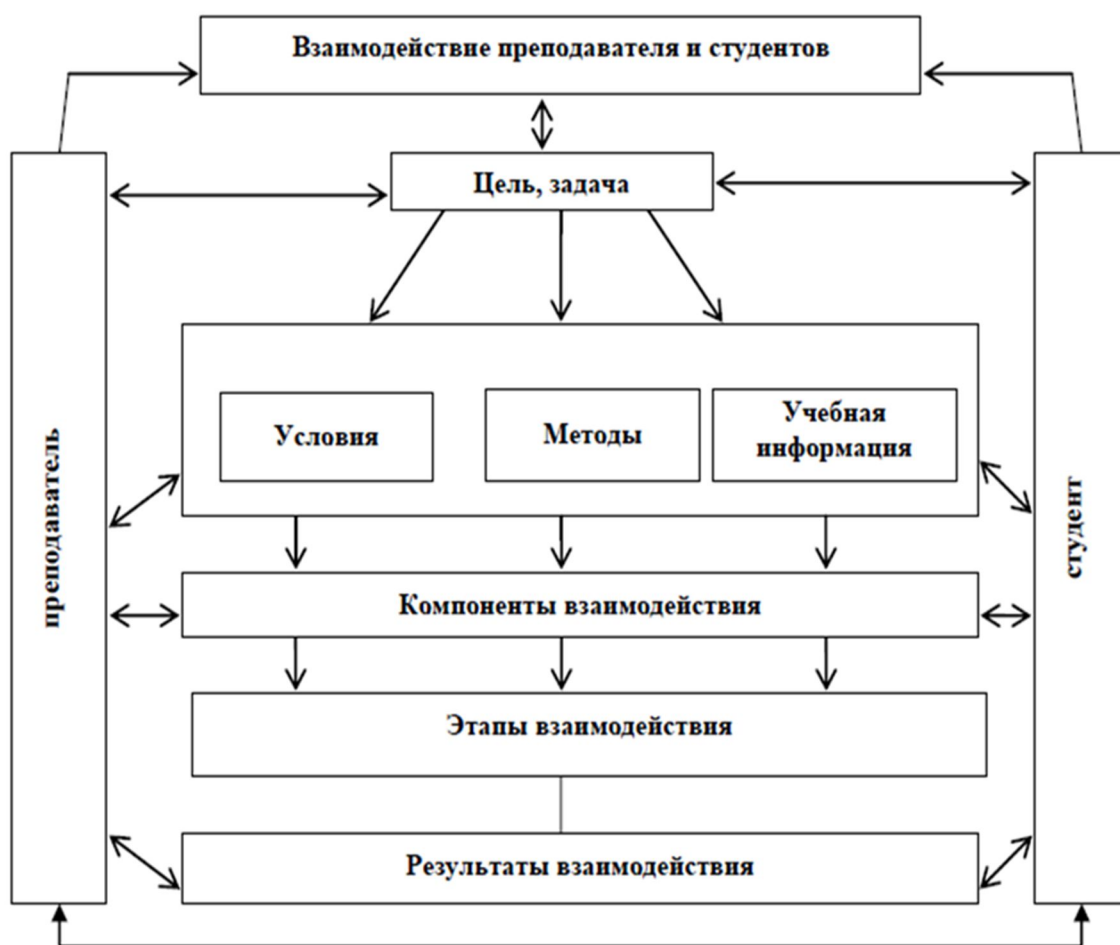 Взаимодействие преподавателя и студентов
Цель, задача
преподаватель
Условия
Методы
Учебная
информация
студент
Компоненты взаимодействия
Этапы взаимодействия
Результаты взаимодействия